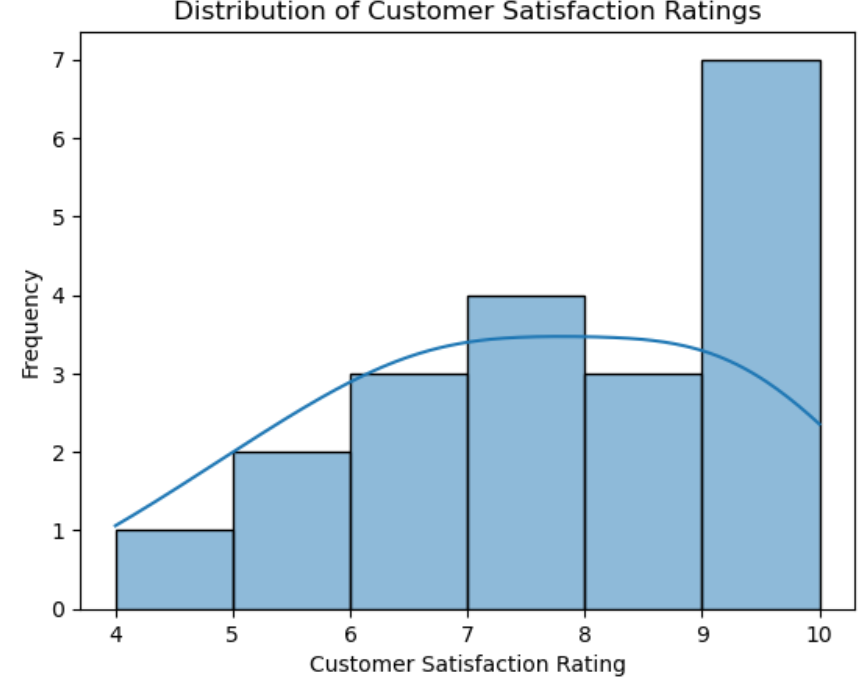 Distribution of Customer Satisfaction Ratings
7
6
5
4
3
2
1
0
Frequency
4 5 6 7 8 9 10
Customer Satisfaction Rating